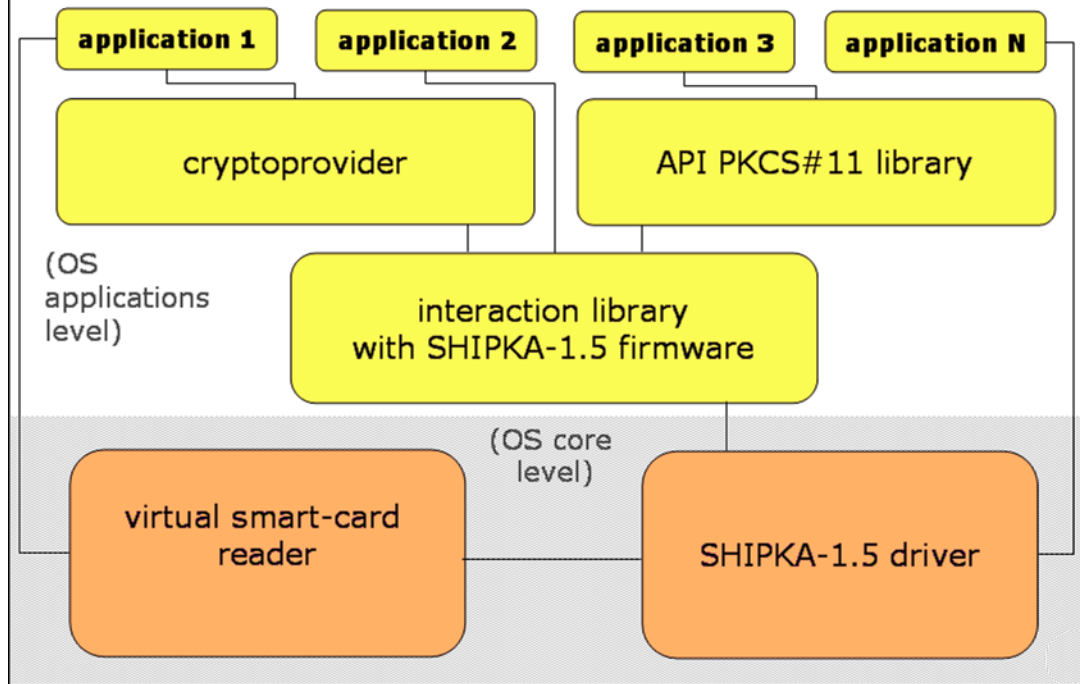 application 1
application 2
application 3
application N
cryptoprovider
API PKCS#11 library
(OS
applications
level)
interaction library
with SHIPKA-1.5 firmware
(OS core
level)
virtual smart-card
reader
SHIPKA-1.5 driver